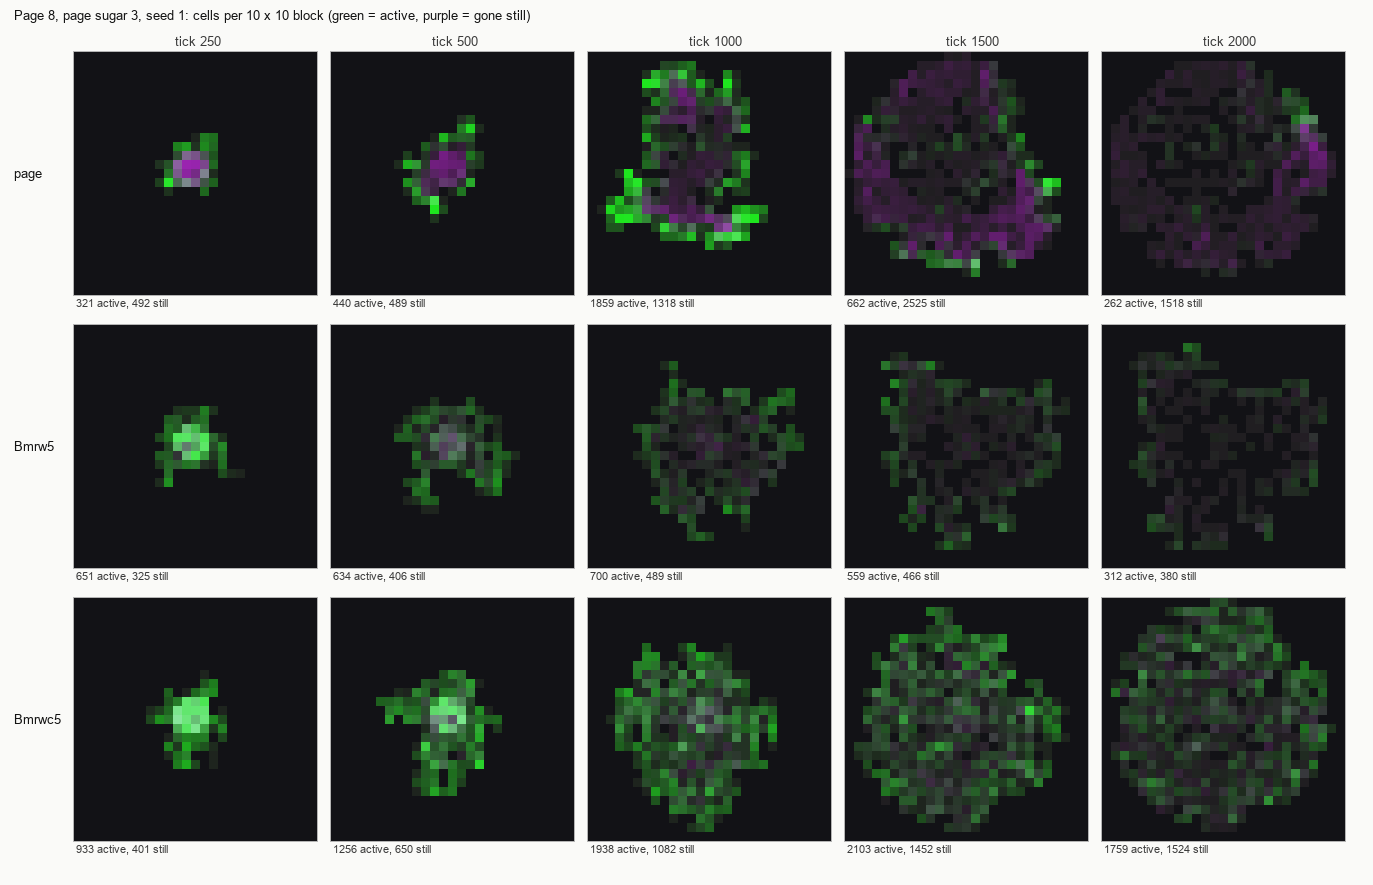 Page 8, page sugar 3, seed 1: cells per 10 x 10 block (green = active, purple = gone still)
tick 250
tick 500
tick 1000
tick 1500
tick 2000
page
321 active, 492 still
440 active, 489 still
1859 active, 1318 still
662 active, 2525 still
262 active, 1518 still
Bmrw5
651 active, 325 still
634 active, 406 still
700 active, 489 still
559 active, 466 still
312 active, 380 still
Bmrwc5
933 active, 401 still
1256 active, 650 still
1938 active, 1082 still
2103 active, 1452 still
1759 active, 1524 still